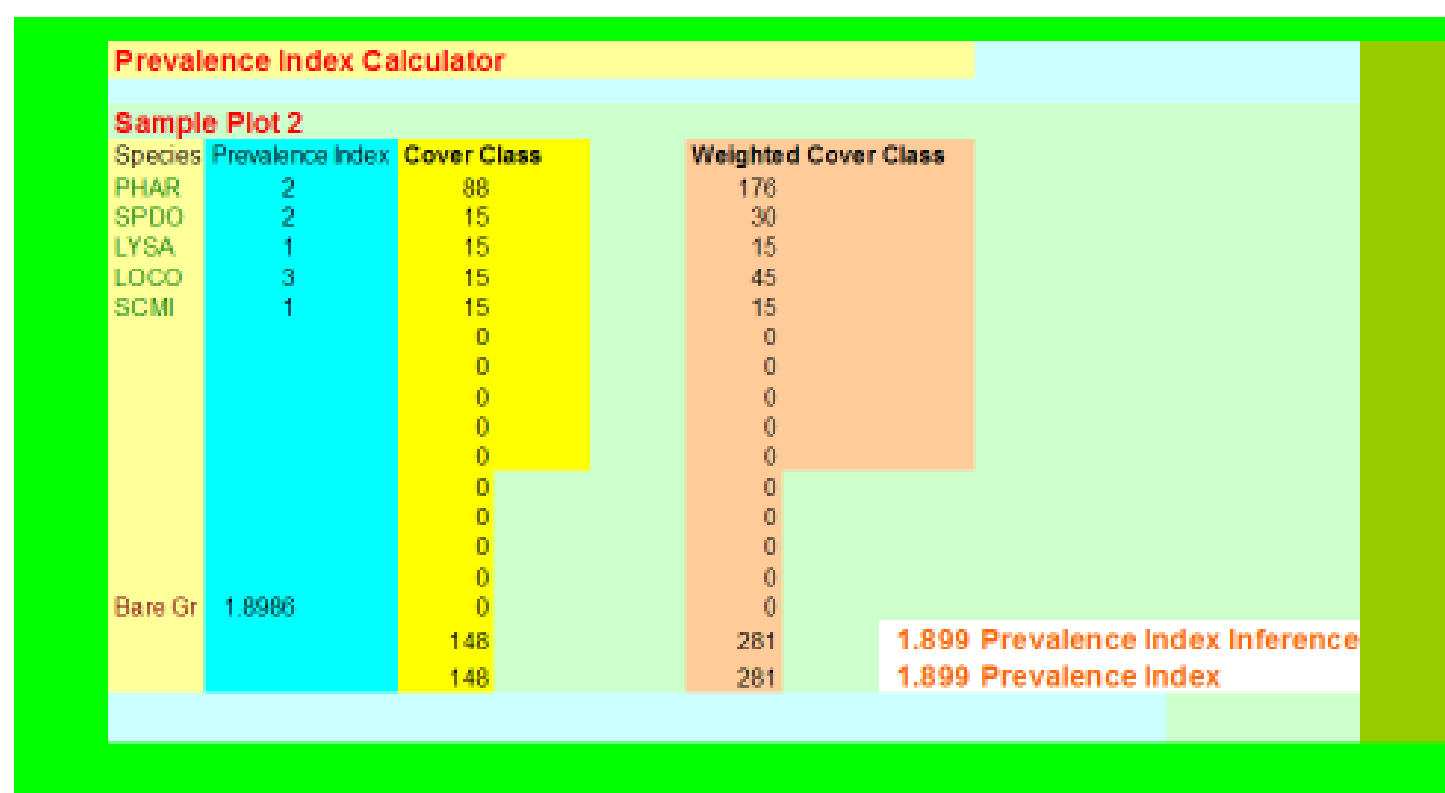 Prevalence Index Calculator
Sample Plot 2
Species Prevalence Index Cover Class Weighted Cover Class
PHAR 2 88 176
SPDO 2 15 30
LYSA 1 15 15
LOCO 3 15 45
SCMI 1 15 15
0 0
0 0
0 0
0 0
0 0
0 0
0 0
0 0
0 0
Bare Gr 1.8986 0 0
148 281 1.899 Prevalence Index Inference
148 281 1.899 Prevalence Index